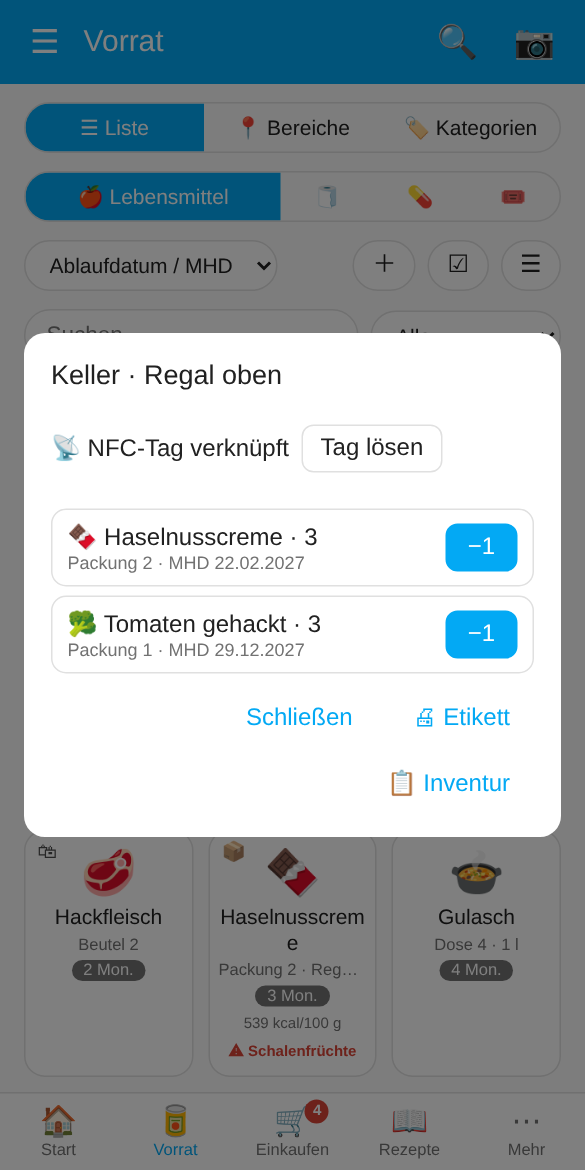 ☰ Vorrat
☰ Liste
Bereiche
Kategorien
Lebensmittel
Ablaufdatum / MHD
Keller · Regal oben
NFC-Tag verknüpft
Tag lösen
Haselnusscreme · 3
Packung 2 · MHD 22.02.2027
−1
Tomaten gehackt · 3
Packung 1 · MHD 29.12.2027
−1
Schließen
Etikett
Inventur
Hackfleisch
Beutel 2
2 Mon.
Haselnusscrem
e
Packung 2 · Reg…
3 Mon.
539 kcal/100 g
⚠ Schalenfrüchte
Gulasch
Dose 4 · 1 l
4 Mon.
Start
Vorrat
4
Einkaufen
Rezepte
Mehr